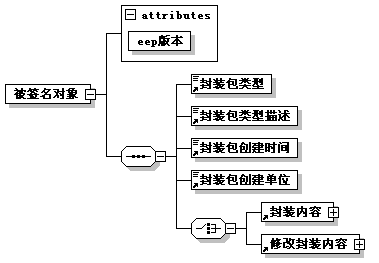 attributes
eep版本
被签名对象
封装包类型
封装包类型描述
封装包创建时间
封装包创建单位
封装内容
修改封装内容